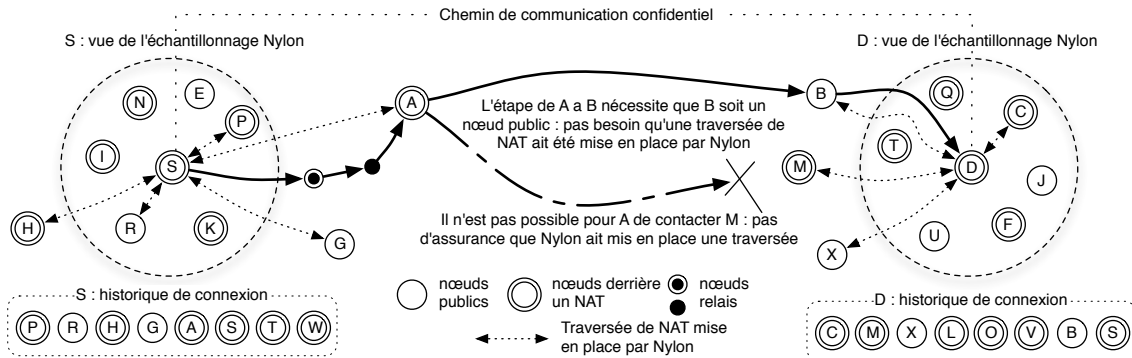 Chemin de communication confidentiel
S : vue de l'échantillonnage Nylon
D : vue de l'échantillonnage Nylon
N
E
P
I
S
H
R
K
G
A
L'étape de A a B nécessite que B soit un
nœud public : pas besoin qu'une traversée de
NAT ait été mise en place par Nylon
B
Q
C
T
M
D
J
F
U
X
Il n'est pas possible pour A de contacter M : pas
d'assurance que Nylon ait mis en place une traversée
S : historique de connexion
P R H G A S T W
nœuds
publics
nœuds derrière
un NAT
nœuds
relais
Traversée de NAT mise
en place par Nylon
D : historique de connexion
C M X L O V B S